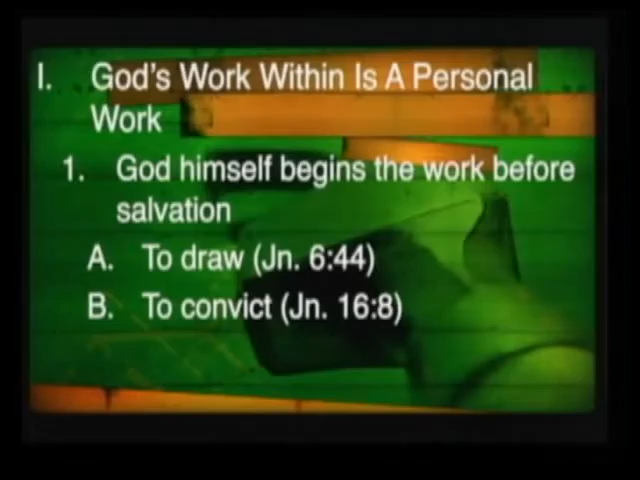 I. God's Work Within Is A Personal
Work
1. God himself begins the work before
salvation
A. To draw (Jn. 6:44)
B. To convict (Jn. 16:8)